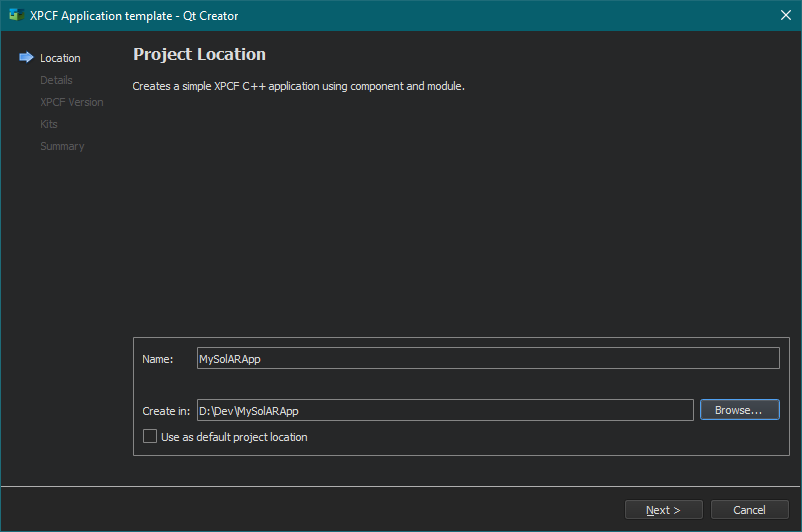 XPCF Application template - Qt Creator
Location
Details
XPCF Version
Kits
Summary
Project Location
Creates a simple XPCF C++ application using component and module.
Name: MySolARApp
Create in: D:\Dev\MySolARApp Browse...
Use as default project location
Next > Cancel